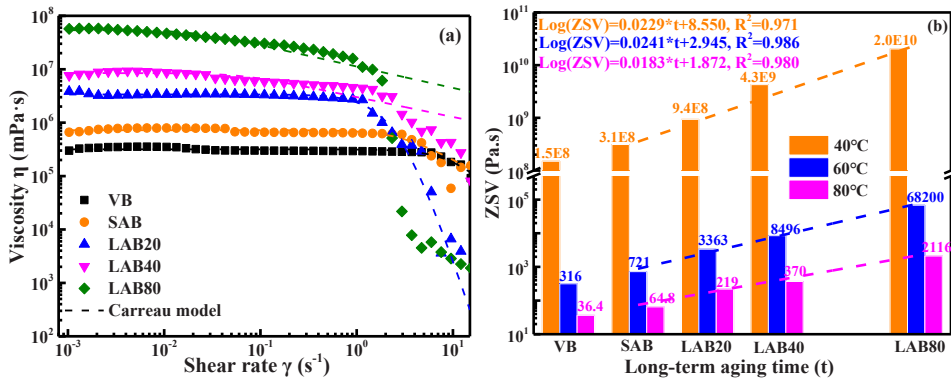 (a)
10⁸
10⁷
10⁶
10⁵
10⁴
10³
10²
Viscosity η (mPa·s)
VB
SAB
LAB20
LAB40
LAB80
Carreau model
10⁻³
10⁻²
10⁻¹
10⁰
10¹
Shear rate γ (s⁻¹)
(b)
Log(ZSV)=0.0229*t+8.550, R²=0.971
Log(ZSV)=0.0241*t+2.945, R²=0.986
Log(ZSV)=0.0183*t+1.872, R²=0.980
10¹¹
10¹⁰
10⁹
10⁸
10⁵
10³
10¹
ZSV (Pa.s)
1.5E8
3.1E8
9.4E8
4.3E9
2.0E10
40°C
60°C
80°C
316
721
3363
8496
68200
36.4
64.8
219
370
2116
VB
SAB
LAB20
LAB40
LAB80
Long-term aging time (t)